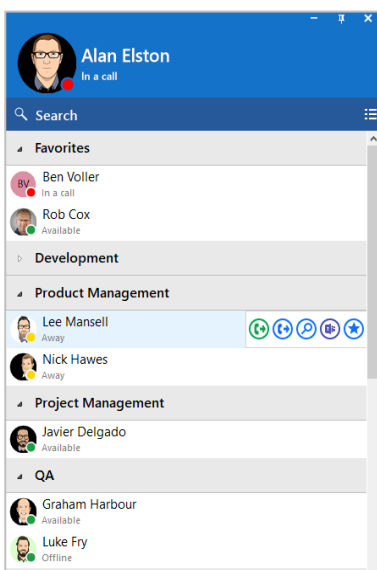 Alan Elston
In a call
Search
Favorites
BV
Ben Voller
In a call
Rob Cox
Available
Development
Product Management
Lee Mansell
Away
Nick Hawes
Away
Project Management
Javier Delgado
Available
QA
Graham Harbour
Available
Luke Fry
Offline